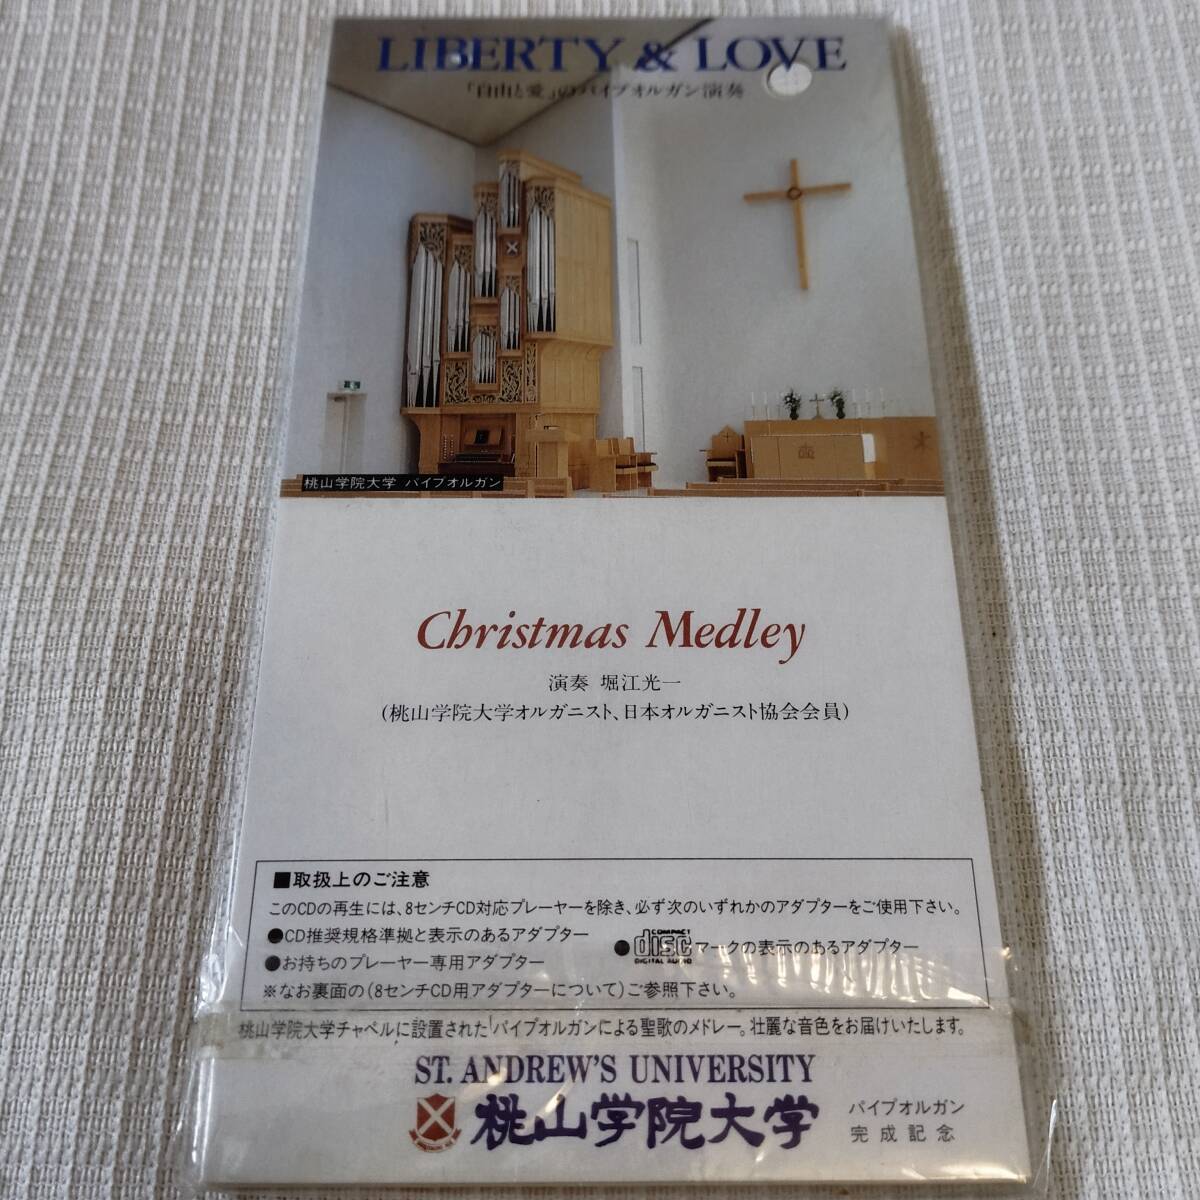 LIBERTY & LOVE
「自由と愛」のパイプオルガン演奏
桃山学院大学 パイプオルガン
Christmas Medley
演奏 堀江光一
(桃山学院大学オルガニスト、日本オルガニスト協会会員)
■取扱上のご注意
このCDの再生には、8センチCD対応プレーヤーを除き、必ず次のいずれかのアダプターをご使用下さい。
●CD推奨規格準拠と表示のあるアダプター
●COMPACT disc DIGITAL AUDIO マークの表示のあるアダプター
●お持ちのプレーヤー専用アダプター
※なお裏面の(8センチCD用アダプターについて)ご参照下さい。
桃山学院大学チャペルに設置されたパイプオルガンによる聖歌のメドレー。壮麗な音色をお届けいたします。
ST. ANDREW'S UNIVERSITY
桃山学院大学
パイプオルガン
完成記念